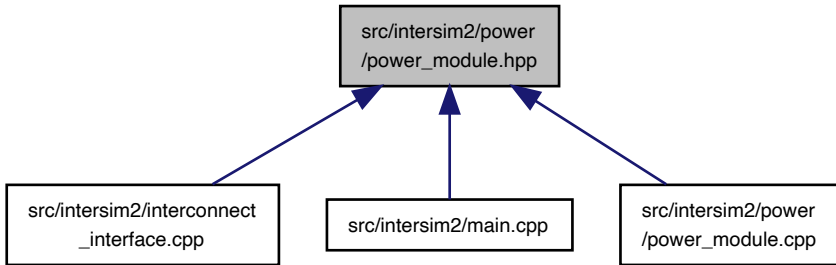 src/intersim2/power
/power_module.hpp
src/intersim2/interconnect
_interface.cpp
src/intersim2/main.cpp
src/intersim2/power
/power_module.cpp